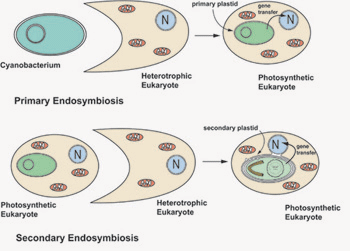 primary plastid
gene
transfer
N
N
Cyanobacterium
Heterotrophic
Eukaryote
Photosynthetic
Eukaryote
Primary Endosymbiosis
secondary plastid
N
N
N
gene
transfer
Photosynthetic
Eukaryote
Heterotrophic
Eukaryote
Photosynthetic
Eukaryote
Secondary Endosymbiosis